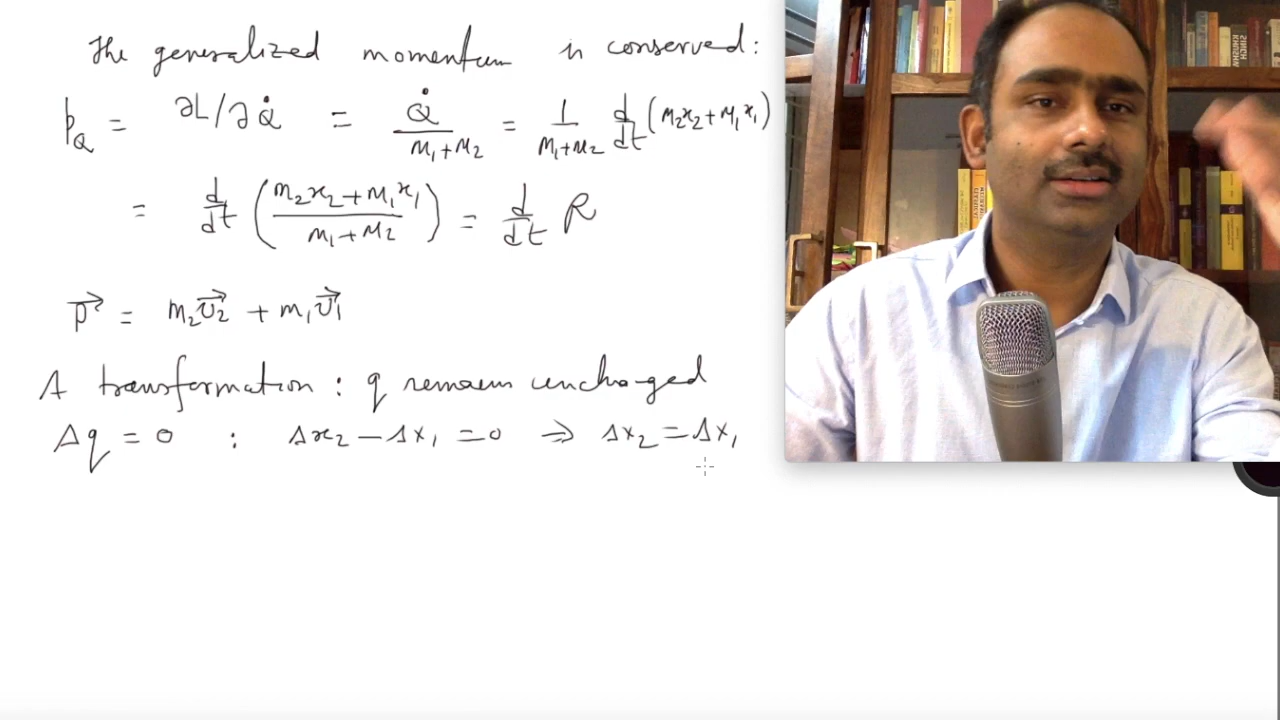 The generalized momentum is conserved:
p_Q = ∂L/∂Q̇ = Q̇/(m₁+m₂) = 1/(m₁+m₂) d/dt (m₂x₂+m₁x₁)
= d/dt ((m₂x₂+m₁x₁)/(m₁+m₂)) = d/dt R
p⃗ = m₂v⃗₂ + m₁v⃗₁
A transformation: q remains unchanged
Δq = 0 : Δx₂ − Δx₁ = 0 ⇒ Δx₂ = Δx₁